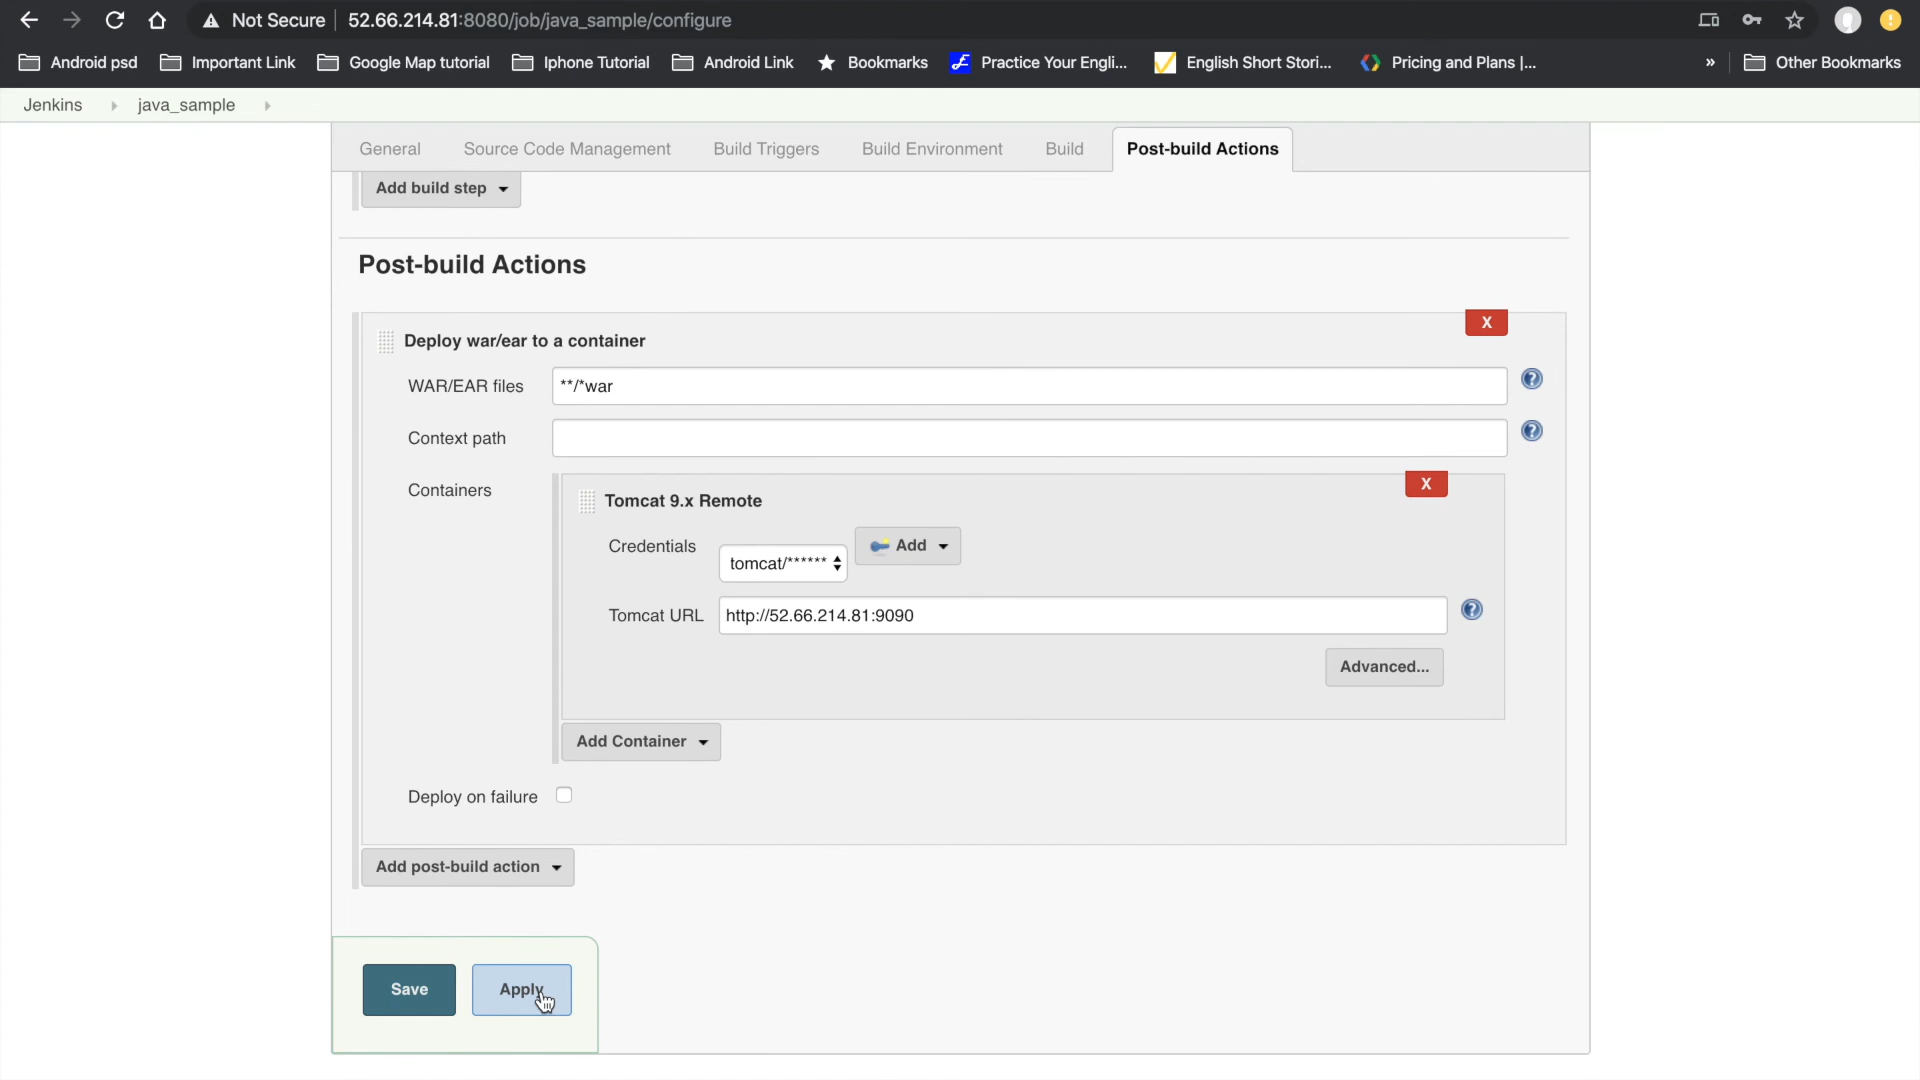 Not Secure 52.66.214.81:8080/job/java_sample/configure
Android psd Important Link Google Map tutorial Iphone Tutorial Android Link Bookmarks Practice Your Engli... English Short Stori... Pricing and Plans |... » Other Bookmarks
Jenkins java_sample
General Source Code Management Build Triggers Build Environment Build Post-build Actions
Add build step
Post-build Actions
X
Deploy war/ear to a container
WAR/EAR files **/*war
Context path
Containers
X
Tomcat 9.x Remote
Credentials tomcat/****** Add
Tomcat URL http://52.66.214.81:9090
Advanced...
Add Container
Deploy on failure
Add post-build action
Save Apply